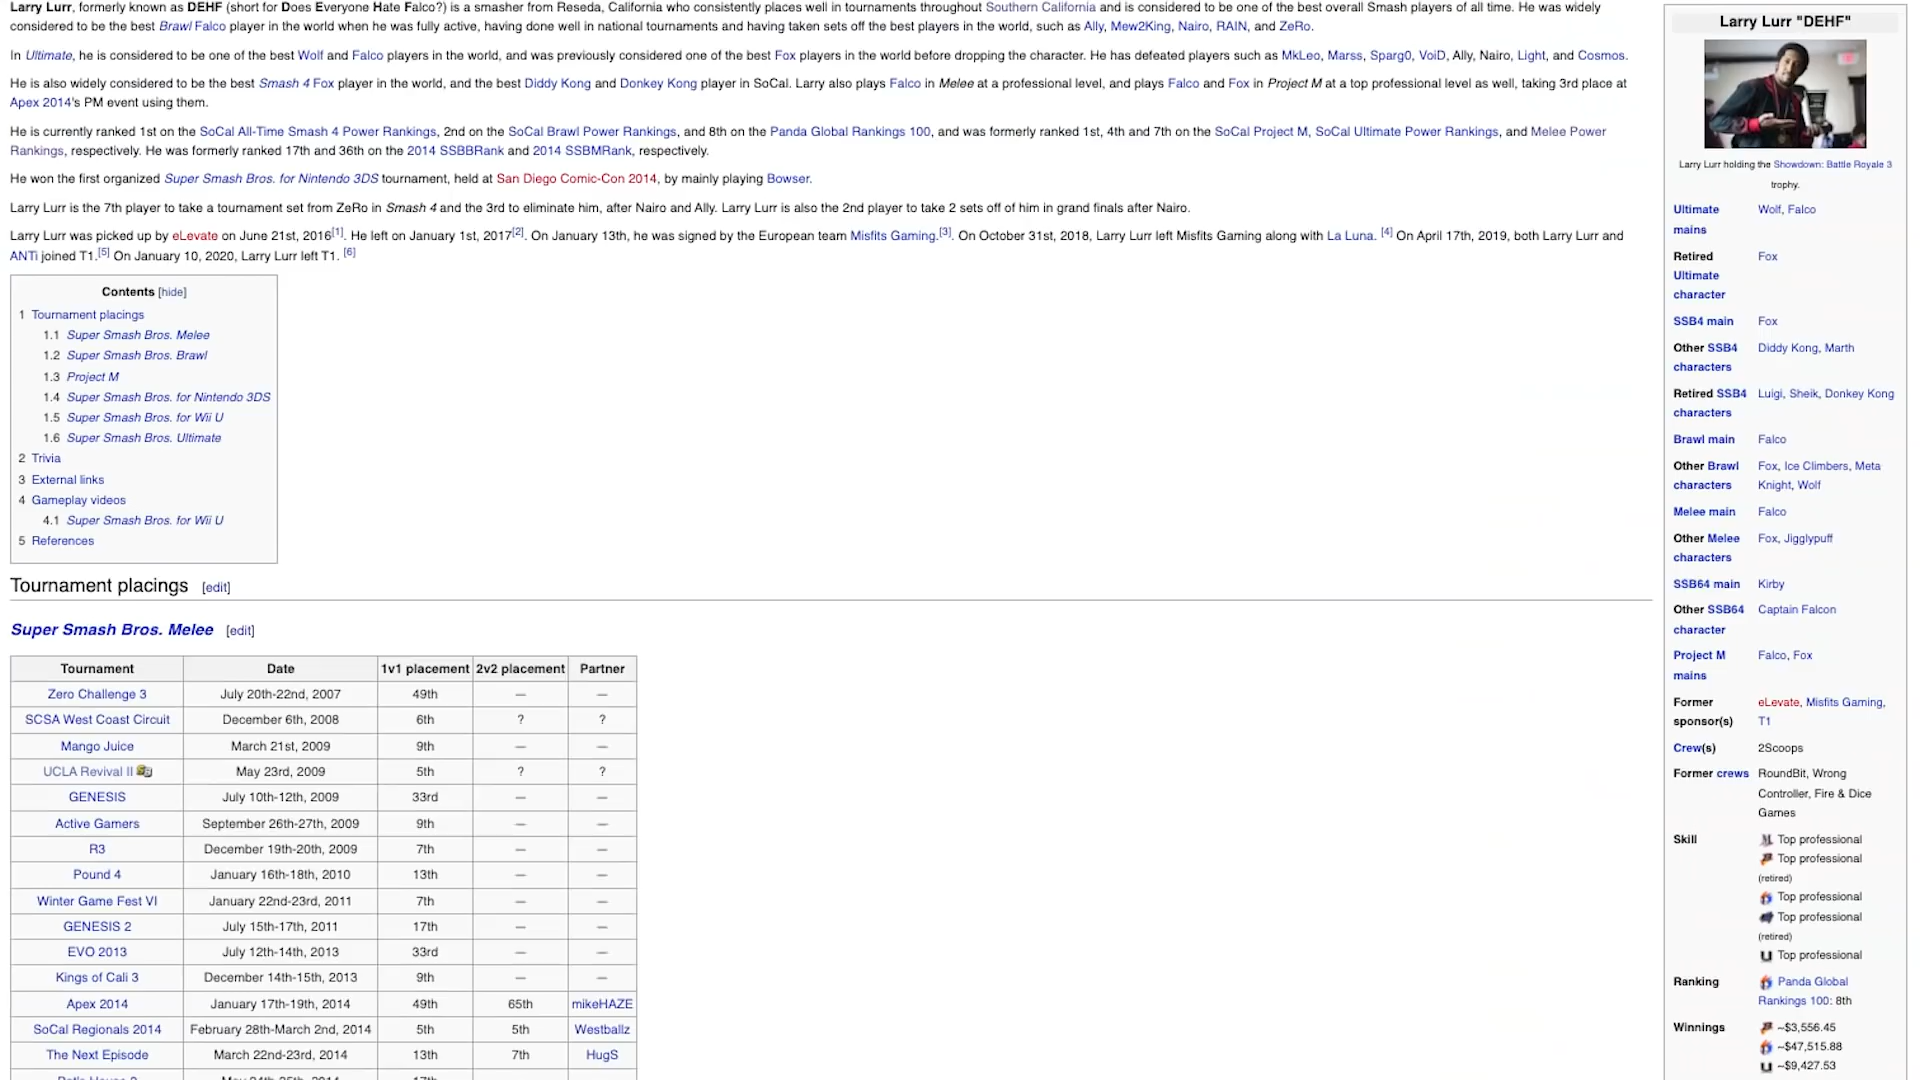 Larry Lurr, formerly known as DEHF (short for Does Everyone Hate Falco?) is a smasher from Reseda, California who consistently places well in tournaments throughout Southern California and is considered to be one of the best overall Smash players of all time. He was widely
considered to be the best Brawl Falco player in the world when he was fully active, having done well in national tournaments and having taken sets off the best players in the world, such as Ally, Mew2King, Nairo, RAIN, and ZeRo.
In Ultimate, he is considered to be one of the best Wolf and Falco players in the world, and was previously considered one of the best Fox players in the world before dropping the character. He has defeated players such as MkLeo, Marss, Sparg0, VoiD, Ally, Nairo, Light, and Cosmos.
He is also widely considered to be the best Smash 4 Fox player in the world, and the best Diddy Kong and Donkey Kong player in SoCal. Larry also plays Falco in Melee at a professional level, and plays Falco and Fox in Project M at a top professional level as well, taking 3rd place at
Apex 2014's PM event using them.
He is currently ranked 1st on the SoCal All-Time Smash 4 Power Rankings, 2nd on the SoCal Brawl Power Rankings, and 8th on the Panda Global Rankings 100, and was formerly ranked 1st, 4th and 7th on the SoCal Project M, SoCal Ultimate Power Rankings, and Melee Power
Rankings, respectively. He was formerly ranked 17th and 36th on the 2014 SSBBRank and 2014 SSBMRank, respectively.
He won the first organized Super Smash Bros. for Nintendo 3DS tournament, held at San Diego Comic-Con 2014, by mainly playing Bowser.
Larry Lurr is the 7th player to take a tournament set from ZeRo in Smash 4 and the 3rd to eliminate him, after Nairo and Ally. Larry Lurr is also the 2nd player to take 2 sets off of him in grand finals after Nairo.
Larry Lurr was picked up by eLevate on June 21st, 2016[1]. He left on January 1st, 2017[2]. On January 13th, he was signed by the European team Misfits Gaming.[3]. On October 31st, 2018, Larry Lurr left Misfits Gaming along with La Luna. [4] On April 17th, 2019, both Larry Lurr and
ANTi joined T1.[5] On January 10, 2020, Larry Lurr left T1. [6]
Contents [hide]
1 Tournament placings
1.1 Super Smash Bros. Melee
1.2 Super Smash Bros. Brawl
1.3 Project M
1.4 Super Smash Bros. for Nintendo 3DS
1.5 Super Smash Bros. for Wii U
1.6 Super Smash Bros. Ultimate
2 Trivia
3 External links
4 Gameplay videos
4.1 Super Smash Bros. for Wii U
5 References
Tournament placings [edit]
Super Smash Bros. Melee [edit]
Tournament Date 1v1 placement 2v2 placement Partner
Zero Challenge 3 July 20th-22nd, 2007 49th — —
SCSA West Coast Circuit December 6th, 2008 6th ? ?
Mango Juice March 21st, 2009 9th — —
UCLA Revival II May 23rd, 2009 5th ? ?
GENESIS July 10th-12th, 2009 33rd — —
Active Gamers September 26th-27th, 2009 9th — —
R3 December 19th-20th, 2009 7th — —
Pound 4 January 16th-18th, 2010 13th — —
Winter Game Fest VI January 22nd-23rd, 2011 7th — —
GENESIS 2 July 15th-17th, 2011 17th — —
EVO 2013 July 12th-14th, 2013 33rd — —
Kings of Cali 3 December 14th-15th, 2013 9th — —
Apex 2014 January 17th-19th, 2014 49th 65th mikeHAZE
SoCal Regionals 2014 February 28th-March 2nd, 2014 5th 5th Westballz
The Next Episode March 22nd-23rd, 2014 13th 7th HugS
Larry Lurr "DEHF"
Larry Lurr holding the Showdown: Battle Royale 3
trophy.
Ultimate Wolf, Falco
mains
Retired Fox
Ultimate
character
SSB4 main Fox
Other SSB4 Diddy Kong, Marth
characters
Retired SSB4 Luigi, Sheik, Donkey Kong
characters
Brawl main Falco
Other Brawl Fox, Ice Climbers, Meta
characters Knight, Wolf
Melee main Falco
Other Melee Fox, Jigglypuff
characters
SSB64 main Kirby
Other SSB64 Captain Falcon
character
Project M Falco, Fox
mains
Former eLevate, Misfits Gaming,
sponsor(s) T1
Crew(s) 2Scoops
Former crews RoundBit, Wrong
Controller, Fire & Dice
Games
Skill Top professional
Top professional
(retired)
Top professional
Top professional
(retired)
Top professional
Ranking Panda Global
Rankings 100: 8th
Winnings ~$3,556.45
~$47,515.88
~$9,427.53